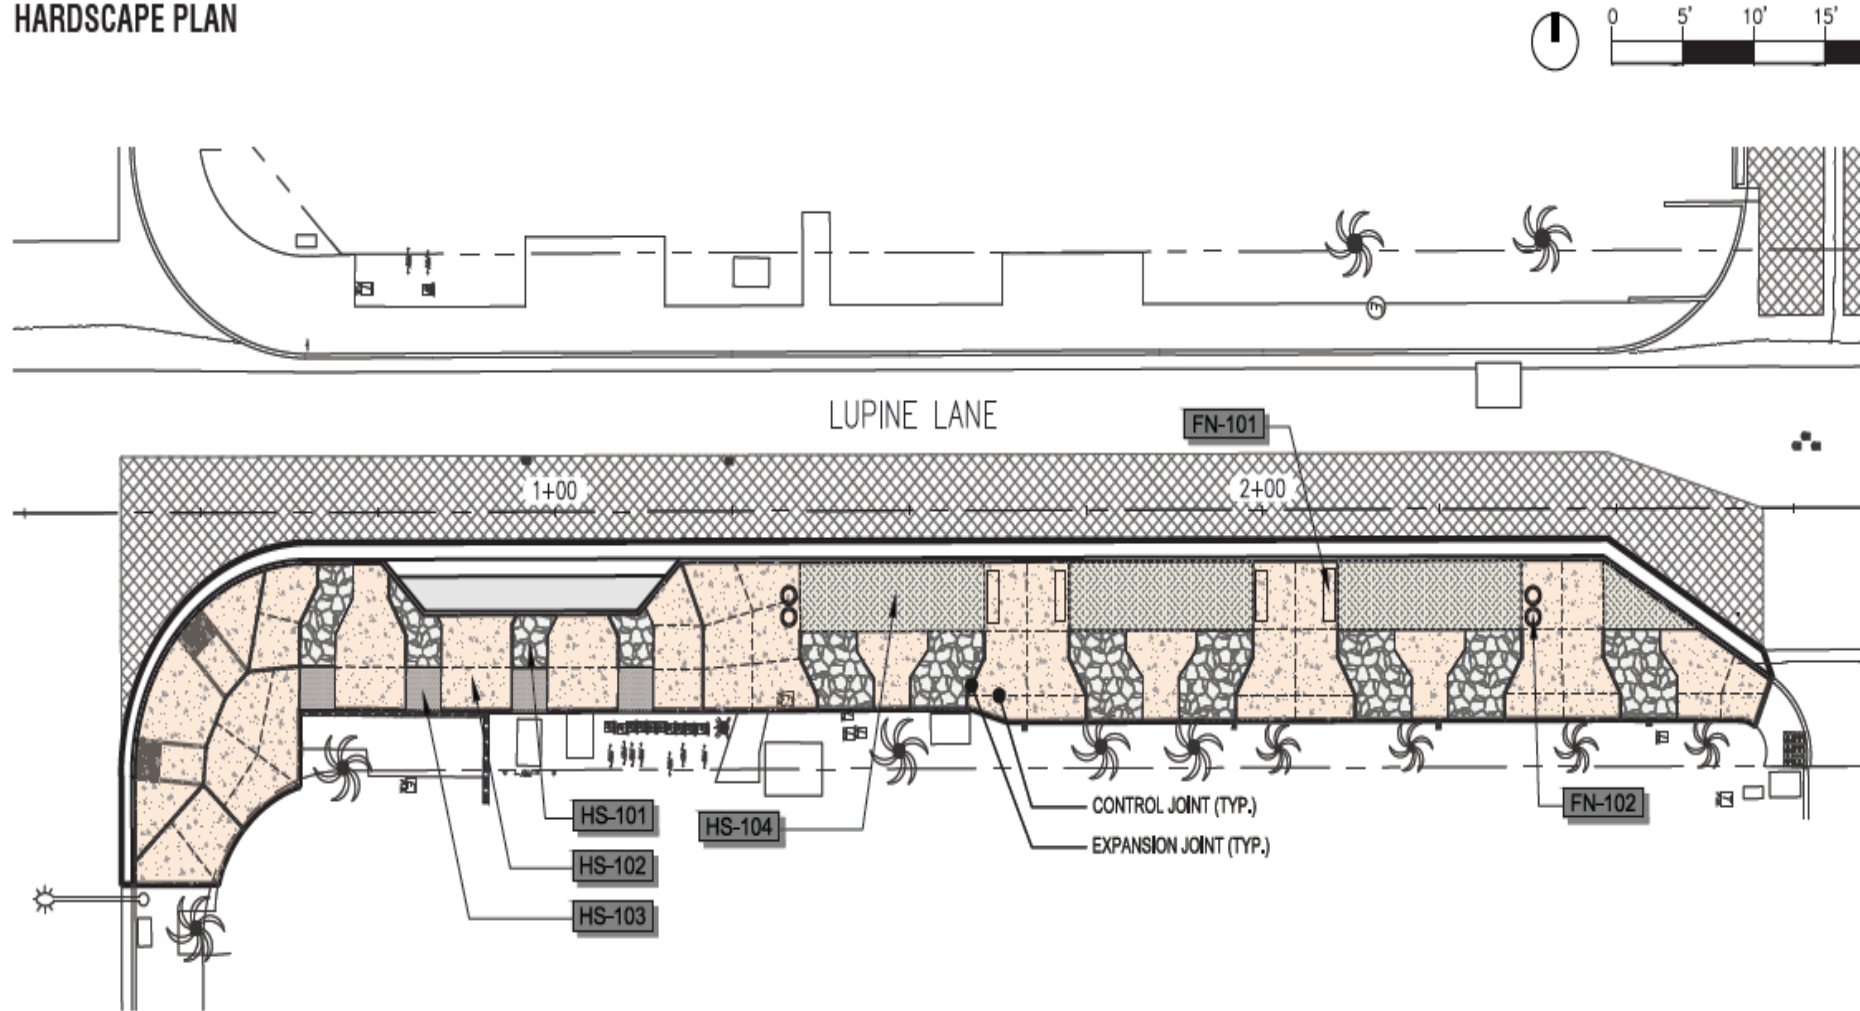 HARDSCAPE PLAN
0 5' 10' 15'
LUPINE LANE
FN-101
1+00
2+00
HS-101
HS-104
CONTROL JOINT (TYP.)
FN-102
EXPANSION JOINT (TYP.)
HS-102
HS-103